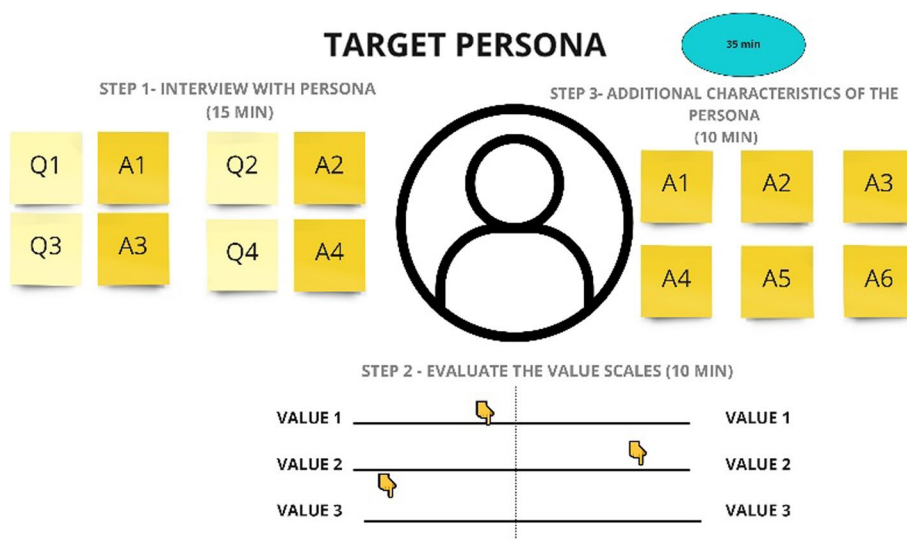 TARGET PERSONA
35 min
STEP 1- INTERVIEW WITH PERSONA
(15 MIN)
Q1 A1 Q2 A2
Q3 A3 Q4 A4
STEP 3- ADDITIONAL CHARACTERISTICS OF THE
PERSONA
(10 MIN)
A1 A2 A3
A4 A5 A6
STEP 2 - EVALUATE THE VALUE SCALES (10 MIN)
VALUE 1 VALUE 1
VALUE 2 VALUE 2
VALUE 3 VALUE 3